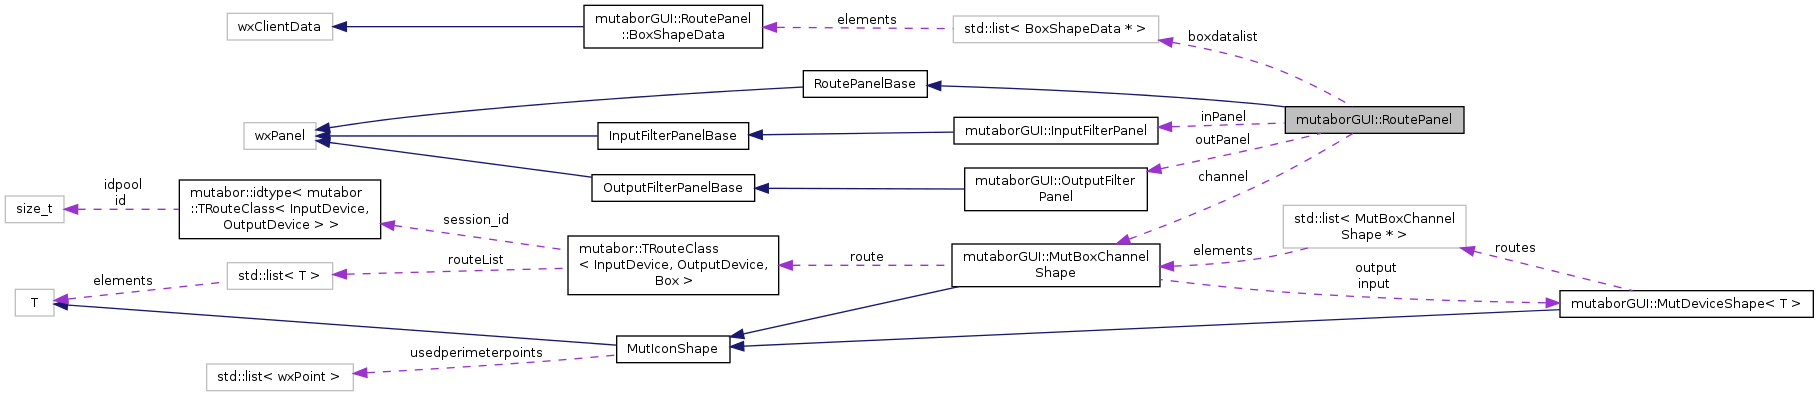 wxClientData
mutaborGUI::RoutePanel
::BoxShapeData
elements
std::list< BoxShapeData * >
boxdatalist
RoutePanelBase
mutaborGUI::RoutePanel
wxPanel
InputFilterPanelBase
mutaborGUI::InputFilterPanel
inPanel
outPanel
OutputFilterPanelBase
mutaborGUI::OutputFilter
Panel
channel
size_t
idpool
id
mutabor::idtype< mutabor
::TRouteClass< InputDevice,
OutputDevice > >
session_id
mutabor::TRouteClass
< InputDevice, OutputDevice,
Box >
route
mutaborGUI::MutBoxChannel
Shape
elements
std::list< MutBoxChannel
Shape * >
routes
routeList
std::list< T >
elements
T
output
input
mutaborGUI::MutDeviceShape< T >
MutIconShape
usedperimeterpoints
std::list< wxPoint >